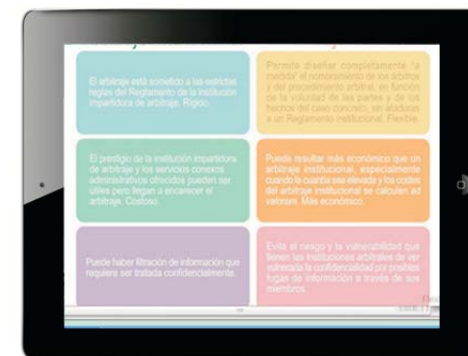 El arbitraje está sometido a las estrictas
reglas del Reglamento de la institución
impartidora de arbitraje. Rígido.
Permite diseñar completamente "a
medida" el nombramiento de los árbitros
y del procedimiento arbitral, en función
de la voluntad de las partes y de los
hechos del caso concreto, sin ataduras
a un Reglamento institucional. Flexible.
El prestigio de la institución impartidora
de arbitraje y los servicios conexos
administrativos ofrecidos pueden ser
útiles pero llegan a encarecer el
arbitraje. Costoso.
Puede resultar más económico que un
arbitraje institucional, especialmente
cuando la cuantía sea elevada y los costes
del arbitraje institucional se calculen ad
valorem. Más económico.
Puede haber filtración de información que
requiere ser tratada confidencialmente.
Evita el riesgo y la vulnerabilidad que
tienen las instituciones arbitrales de ver
vulnerada la confidencialidad por posibles
fugas de información a través de sus
miembros.